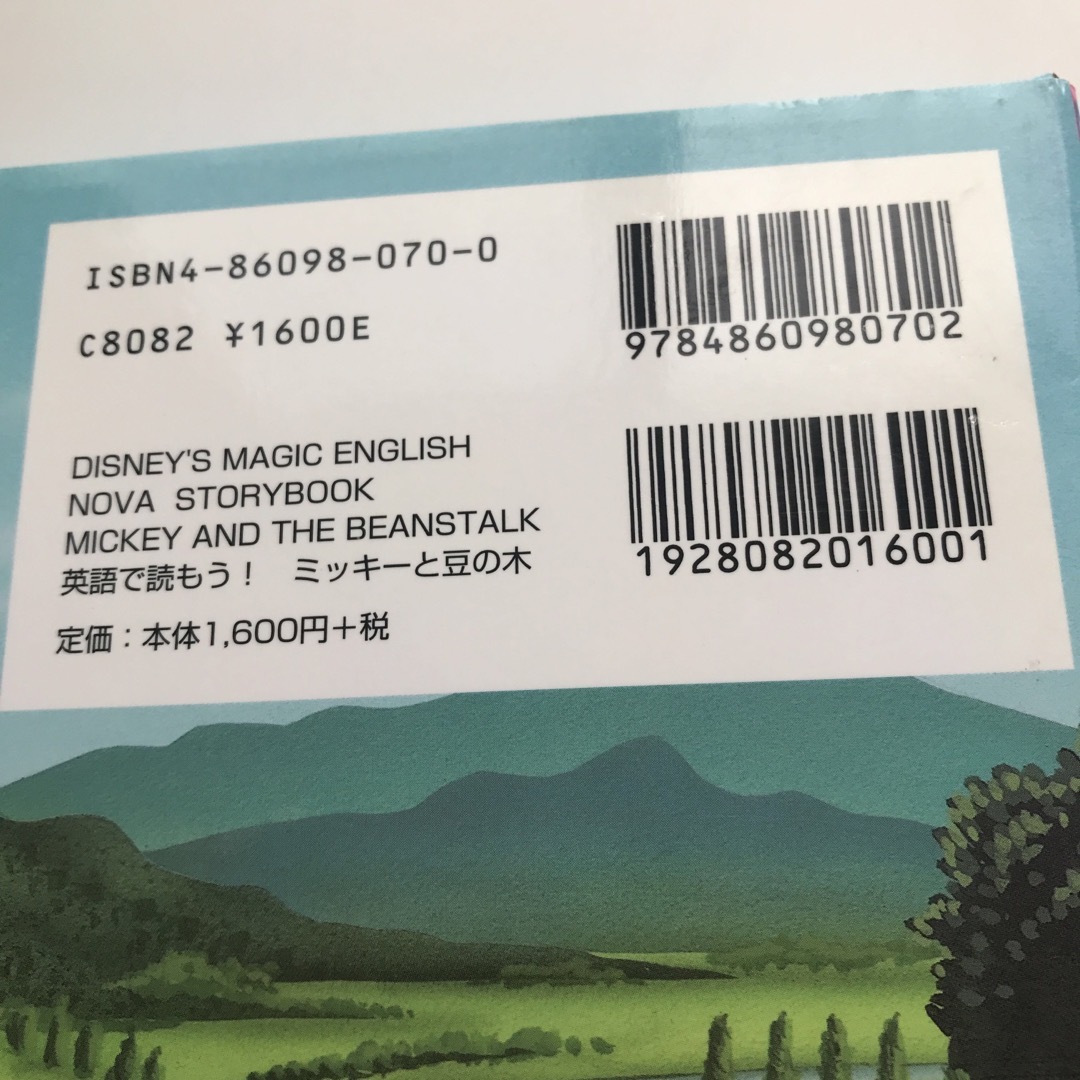 ISBN4-86098-070-0
C8082 ¥1600E
9784860980702
DISNEY'S MAGIC ENGLISH
NOVA STORYBOOK
MICKEY AND THE BEANSTALK
英語で読もう！ ミッキーと豆の木
定価：本体1,600円+税
1928082016001